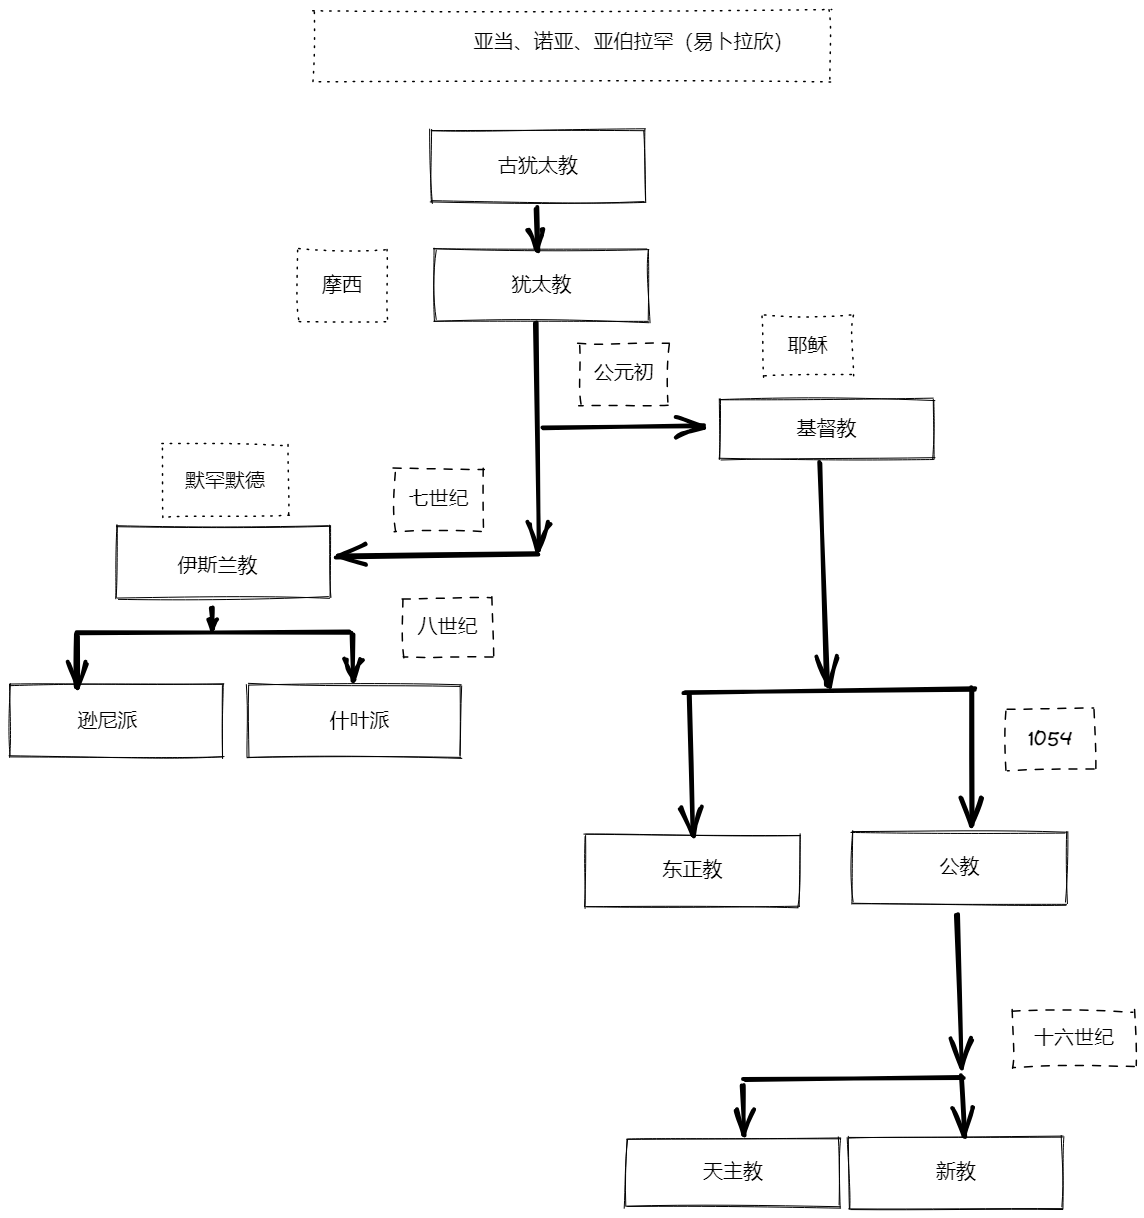 亚当、诺亚、亚伯拉罕（易卜拉欣）
古犹太教
摩西
犹太教
耶稣
公元初
基督教
默罕默德
七世纪
伊斯兰教
八世纪
逊尼派
什叶派
1054
东正教
公教
十六世纪
天主教
新教